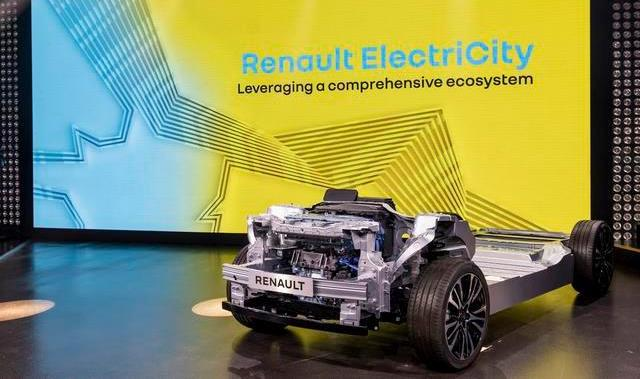 Renault ElectriCity
Leveraging a comprehensive ecosystem
RENAULT